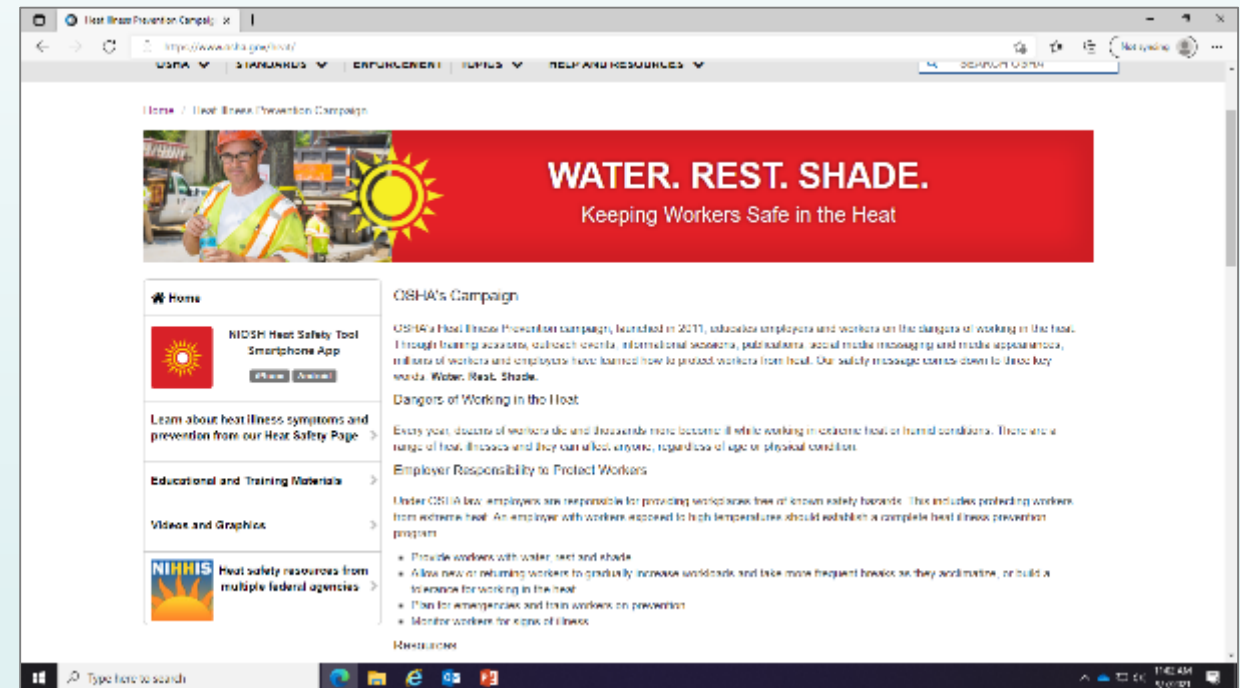 Heat Illness Prevention Campaig
https://www.osha.gov/heat/
Not syncing
OSHA STANDARDS ENFORCEMENT TOPICS HELP AND RESOURCES SEARCH OSHA
Home / Heat Illness Prevention Campaign
WATER. REST. SHADE.
Keeping Workers Safe in the Heat
Home
NIOSH Heat Safety Tool
Smartphone App
iPhone Android
Learn about heat illness symptoms and
prevention from our Heat Safety Page
Educational and Training Materials
Videos and Graphics
NIHHIS Heat safety resources from
multiple federal agencies
OSHA's Campaign
OSHA's Heat Illness Prevention campaign, launched in 2011, educates employers and workers on the dangers of working in the heat.
Through training sessions, outreach events, informational sessions, publications, social media messaging and media appearances,
millions of workers and employers have learned how to protect workers from heat. Our safety message comes down to three key
words: Water. Rest. Shade.
Dangers of Working in the Heat
Every year, dozens of workers die and thousands more become ill while working in extreme heat or humid conditions. There are a
range of heat illnesses and they can affect anyone, regardless of age or physical condition.
Employer Responsibility to Protect Workers
Under OSHA law, employers are responsible for providing workplaces free of known safety hazards. This includes protecting workers
from extreme heat. An employer with workers exposed to high temperatures should establish a complete heat illness prevention
program.
Provide workers with water, rest and shade.
Allow new or returning workers to gradually increase workloads and take more frequent breaks as they acclimatize, or build a
tolerance for working in the heat.
Plan for emergencies and train workers on prevention.
Monitor workers for signs of illness.
Resources
Type here to search
11:42 AM